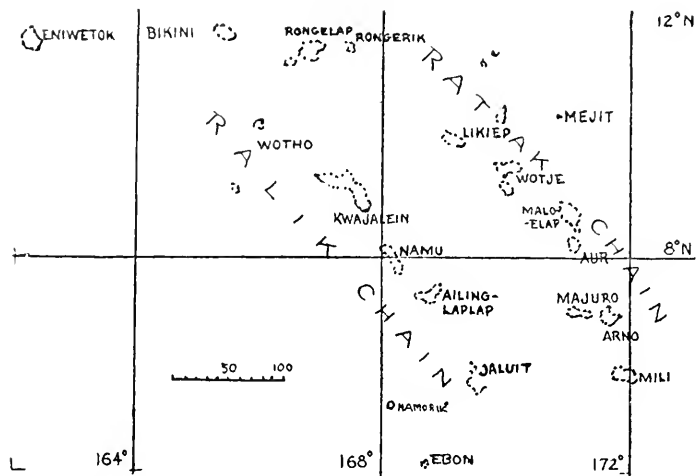 ENIWETOK
BIKINI
RONGELAP
RONGERIK
12°N
RATAK CHAIN
MEJIT
LIKIEP
WOTHO
RALIK CHAIN
WOTJE
KWAJALEIN
MALO-
ELAP
NAMU
8°N
AUR
AILING-
LAPLAP
MAJURO
ARNO
50 100
JALUIT
MILI
NAMORIK
164°
168°
EBON
172°